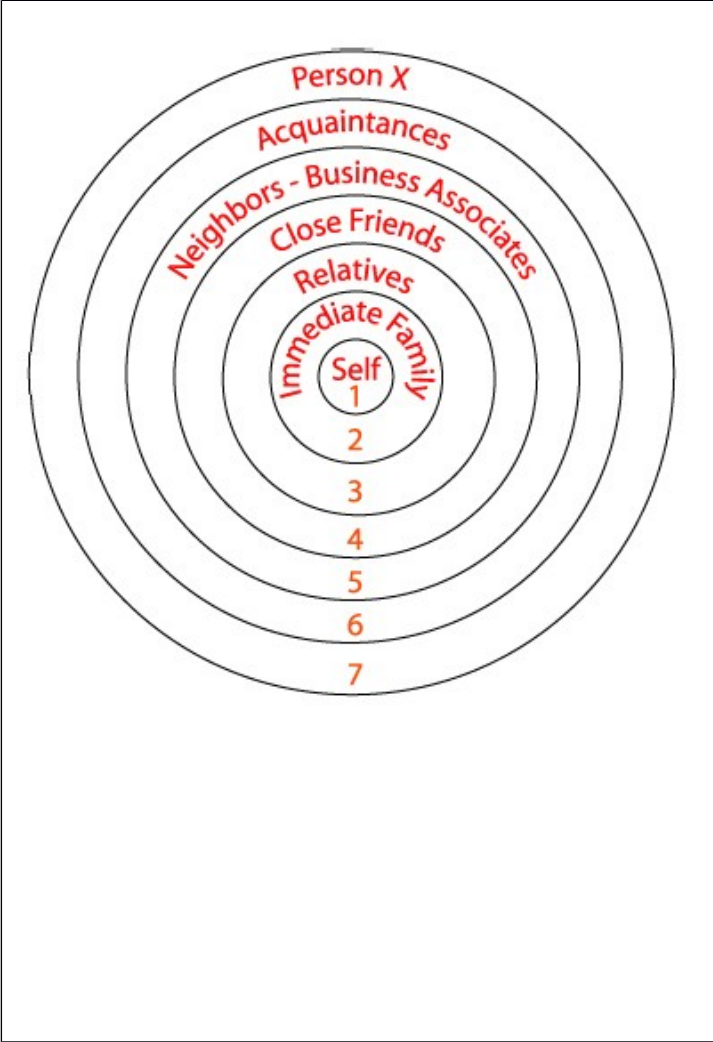 Person X
Acquaintances
Neighbors - Business Associates
Close Friends
Relatives
Immediate Family
Self
1
2
3
4
5
6
7